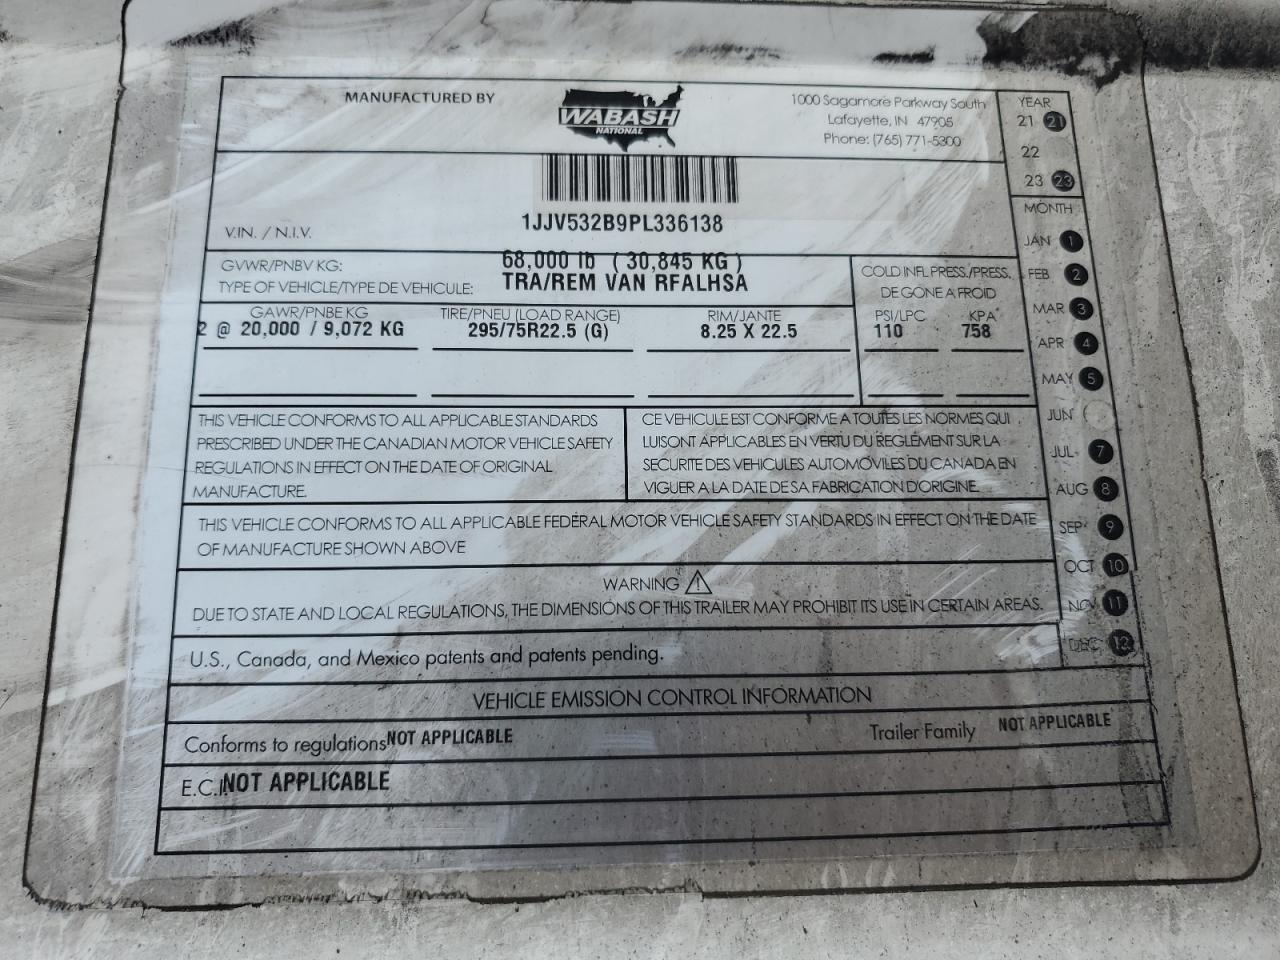 MANUFACTURED BY
WABASH
NATIONAL
1000 Sagamore Parkway South
Lafayette, IN 47905
Phone: (765) 771-5300
YEAR
21 21
22
23 23
1JJV532B9PL336138
V.IN. / N.I.V.
MONTH
JAN 1
FEB 2
MAR 3
APR 4
MAY 5
JUN
JUL 7
AUG 8
SEP 9
OCT 10
NOV 11
DEC 12
GVWR/PNBV KG: 68,000 lb ( 30,845 KG )
TYPE OF VEHICLE/TYPE DE VEHICULE: TRA/REM VAN RFALHSA
COLD INFL PRESS./PRESS.
DE GONE A FROID
GAWR/PNBE KG TIRE/PNEU (LOAD RANGE) RIM/JANTE PSI/LPC KPA
2 @ 20,000 / 9,072 KG 295/75R22.5 (G) 8.25 X 22.5 110 758
THIS VEHICLE CONFORMS TO ALL APPLICABLE STANDARDS
PRESCRIBED UNDER THE CANADIAN MOTOR VEHICLE SAFETY
REGULATIONS IN EFFECT ON THE DATE OF ORIGINAL
MANUFACTURE.
CE VEHICULE EST CONFORME A TOUTES LES NORMES QUI
LUISONT APPLICABLES EN VERTU DU REGLEMENT SUR LA
SECURITE DES VEHICULES AUTOMOVILES DU CANADA EN
VIGUER A LA DATE DE SA FABRICATION D'ORIGINE.
THIS VEHICLE CONFORMS TO ALL APPLICABLE FEDERAL MOTOR VEHICLE SAFETY STANDARDS IN EFFECT ON THE DATE
OF MANUFACTURE SHOWN ABOVE
WARNING
DUE TO STATE AND LOCAL REGULATIONS, THE DIMENSIONS OF THIS TRAILER MAY PROHIBIT ITS USE IN CERTAIN AREAS.
U.S., Canada, and Mexico patents and patents pending.
VEHICLE EMISSION CONTROL INFORMATION
Conforms to regulations NOT APPLICABLE Trailer Family NOT APPLICABLE
E.C.I. NOT APPLICABLE